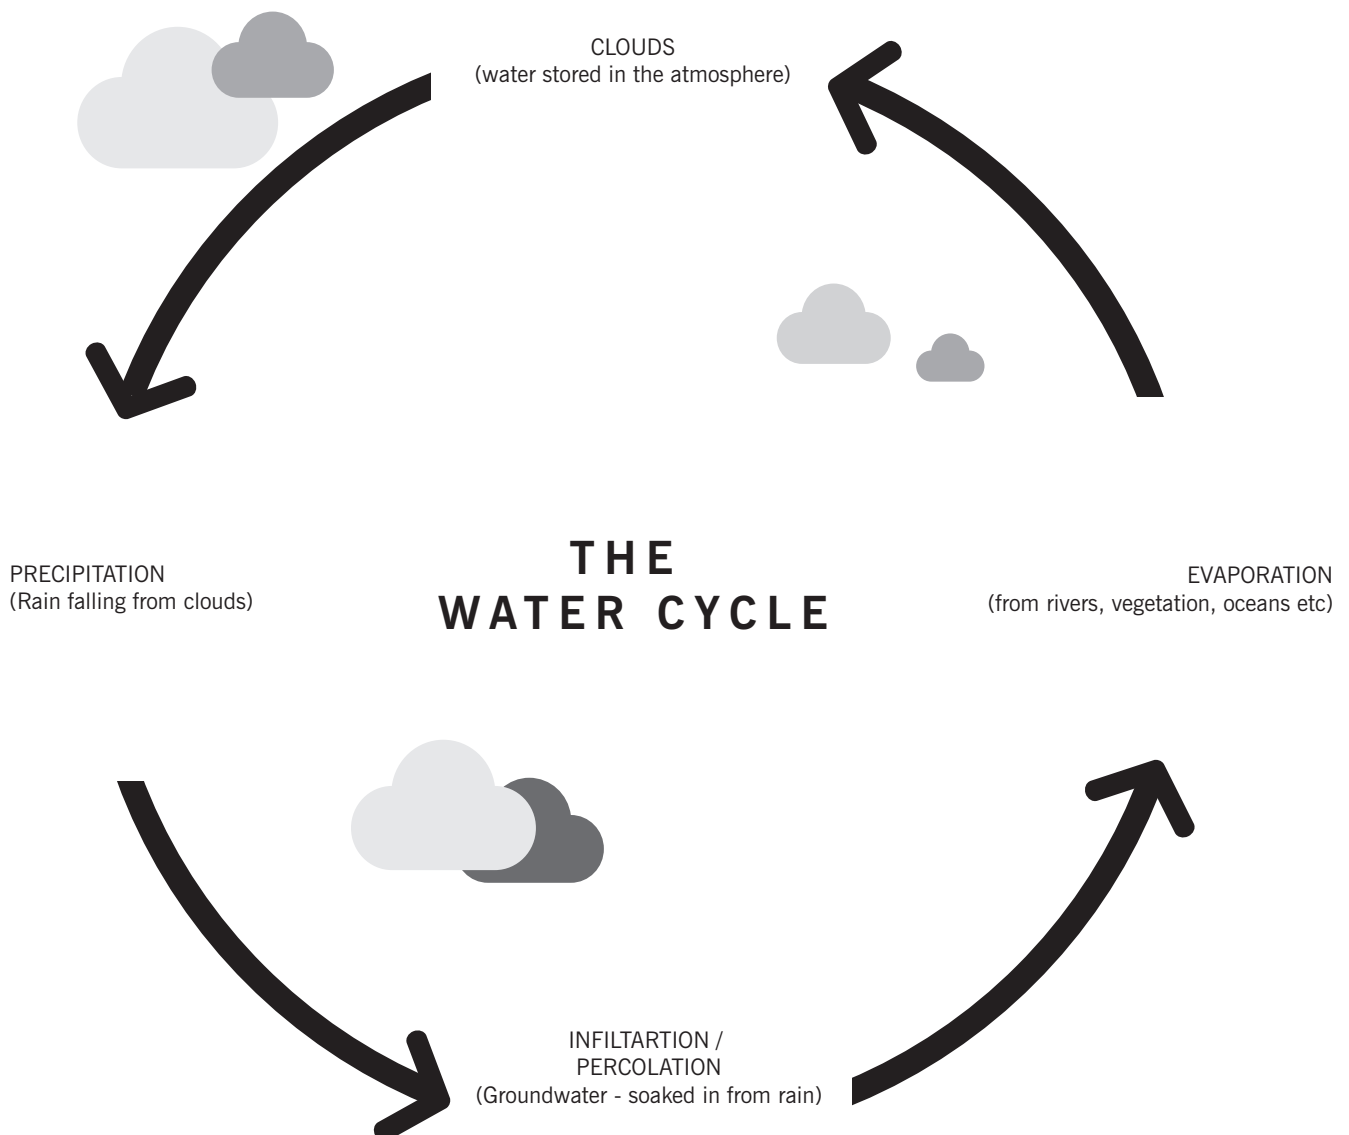 CLOUDS
(water stored in the atmosphere)
THE
WATER CYCLE
PRECIPITATION
(Rain falling from clouds)
EVAPORATION
(from rivers, vegetation, oceans etc)
INFILTARTION /
PERCOLATION
(Groundwater - soaked in from rain)